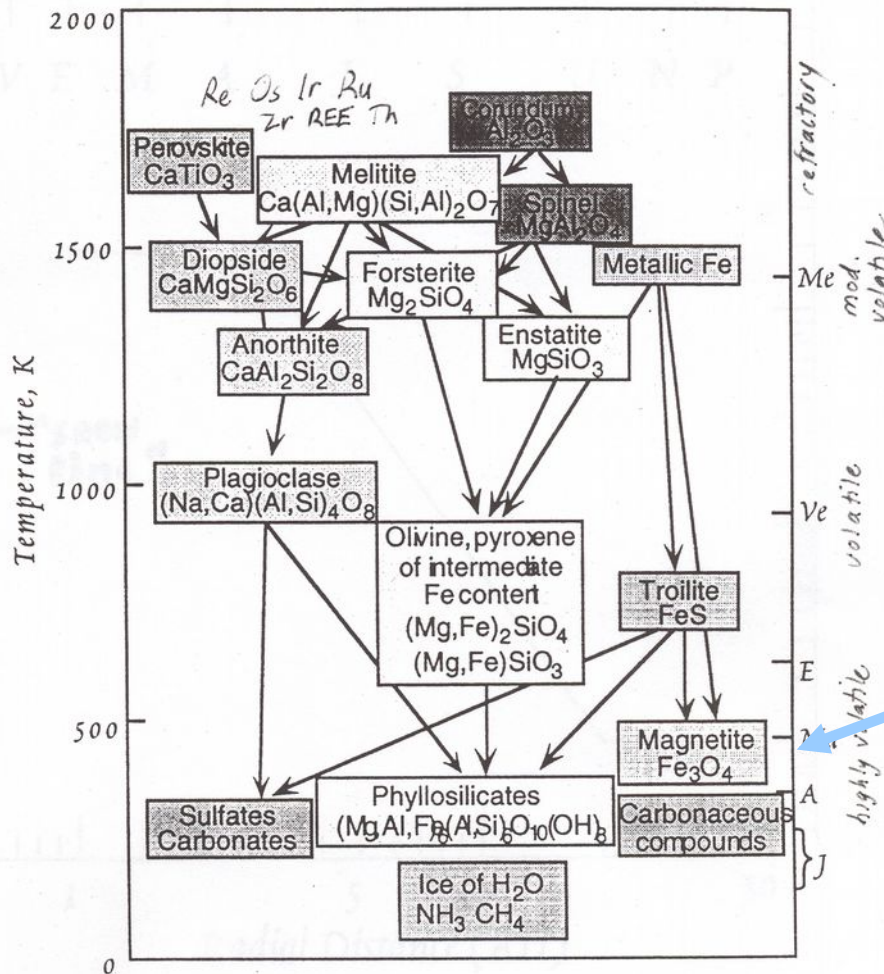 2000
Re Os Ir Ru
Zr REE Th
Corundum
Al2O3
Perovskite
CaTiO3
Melitite
Ca(Al,Mg)(Si,Al)2O7
Spinel
MgAl2O4
refractory
1500
Diopside
CaMgSi2O6
Forsterite
Mg2SiO4
Metallic Fe
Me
mod.
volatile
Anorthite
CaAl2Si2O8
Enstatite
MgSiO3
Temperature, K
1000
Plagioclase
(Na,Ca)(Al,Si)4O8
Ve
volatile
Olivine, pyroxene
of intermediate
Fe content
(Mg,Fe)2SiO4
(Mg,Fe)SiO3
Troilite
FeS
E
500
Magnetite
Fe3O4
highly volatile
A
Sulfates
Carbonates
Phyllosilicates
Carbonaceous
compounds
J
Ice of H2O
NH3 CH4
0